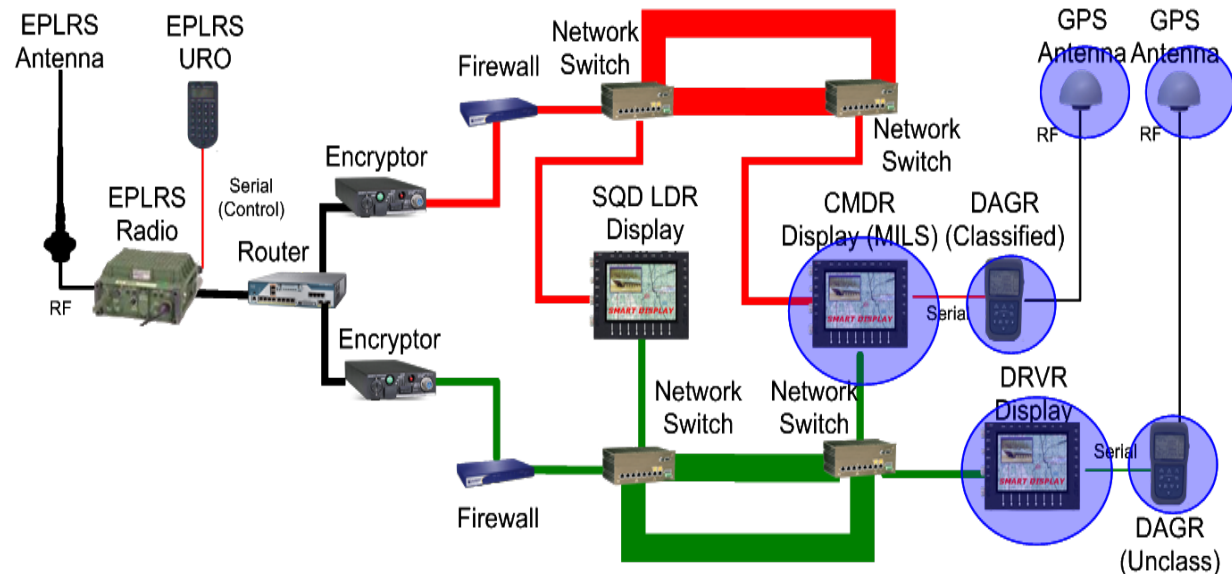 EPLRS
Antenna
EPLRS
URO
Firewall
Network
Switch
GPS
Antenna
GPS
Antenna
RF
RF
Network
Switch
Encryptor
EPLRS
Radio
Serial
(Control)
Router
SQD LDR
Display
CMDR
Display (MILS)
DAGR
(Classified)
RF
SMART DISPLAY
SMART DISPLAY
Serial
Encryptor
Network
Switch
Network
Switch
DRVR
Display
Serial
SMART DISPLAY
Firewall
DAGR
(Unclass)